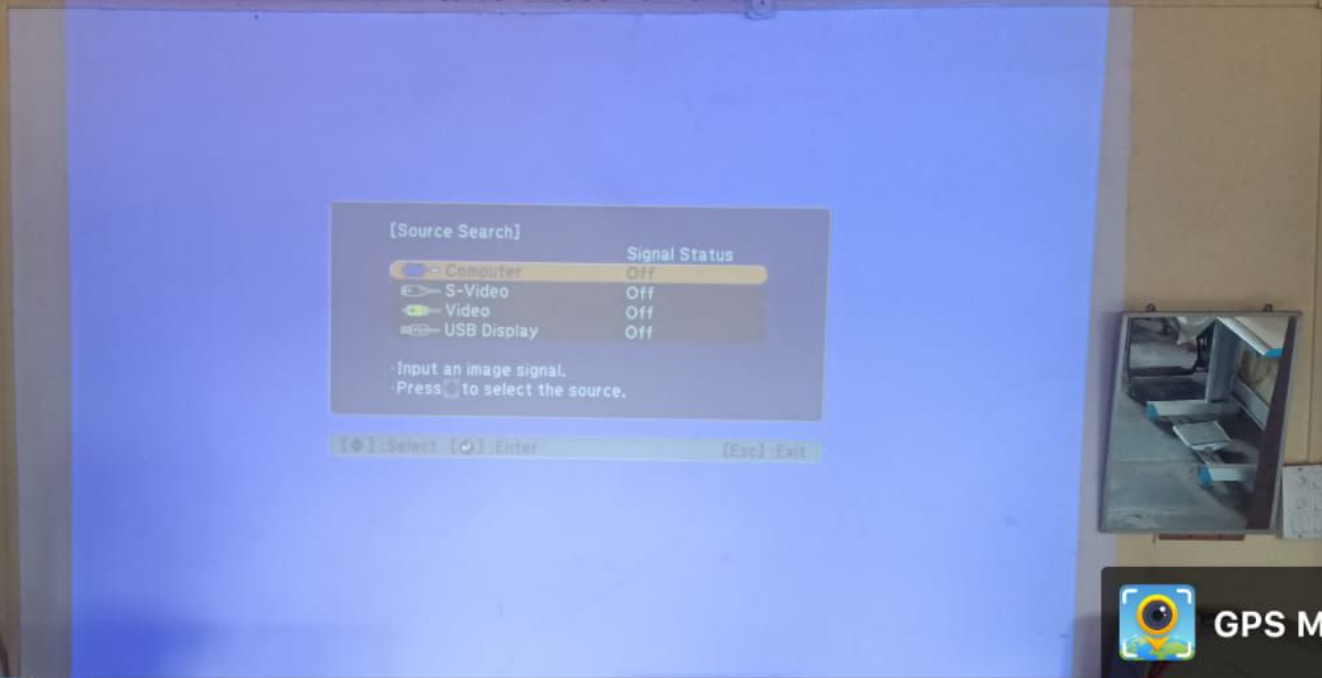 [Source Search]
Signal Status
Computer Off
S-Video Off
Video Off
USB Display Off
·Input an image signal.
·Press to select the source.
[ ] :Select [ ] :Enter [Esc] :Exit
GPS M